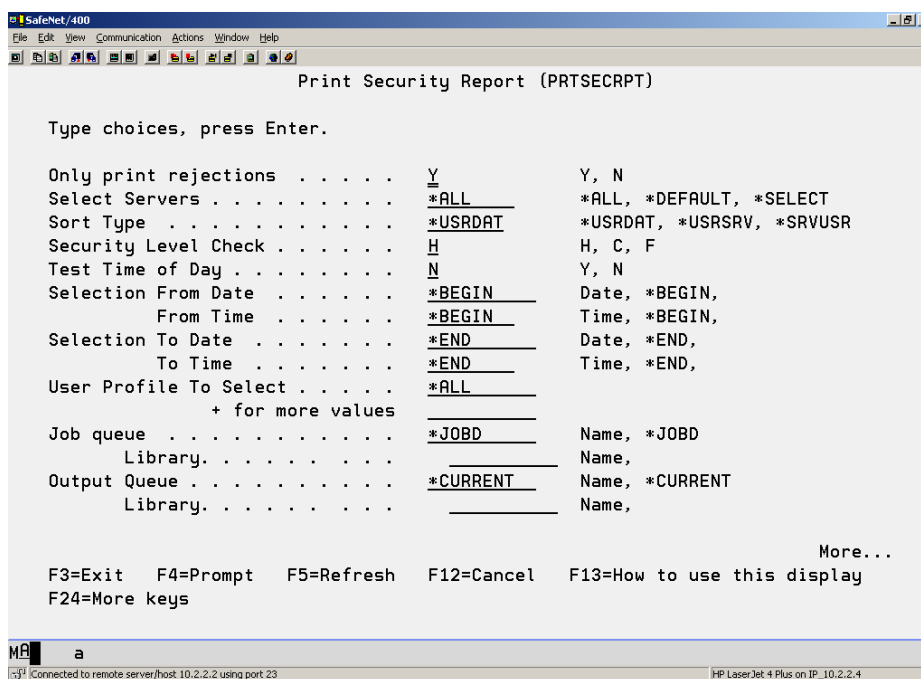 SafeNet/400
File Edit View Communication Actions Window Help
Print Security Report (PRTSECRPT)
Type choices, press Enter.
Only print rejections . . . . . Y Y, N
Select Servers . . . . . . . . . *ALL *ALL, *DEFAULT, *SELECT
Sort Type . . . . . . . . . . . *USRDAT *USRDAT, *USRSRV, *SRVUSR
Security Level Check . . . . . . H H, C, F
Test Time of Day . . . . . . . . N Y, N
Selection From Date . . . . . . *BEGIN Date, *BEGIN,
From Time . . . . . . *BEGIN Time, *BEGIN,
Selection To Date . . . . . . . *END Date, *END,
To Time . . . . . . . *END Time, *END,
User Profile To Select . . . . . *ALL
+ for more values
Job queue . . . . . . . . . . . *JOBD Name, *JOBD
Library. . . . . . . . . Name,
Output Queue . . . . . . . . . . *CURRENT Name, *CURRENT
Library. . . . . . . . . Name,
More...
F3=Exit F4=Prompt F5=Refresh F12=Cancel F13=How to use this display
F24=More keys
MA a
Connected to remote server/host 10.2.2.2 using port 23 HP LaserJet 4 Plus on IP_10.2.2.4